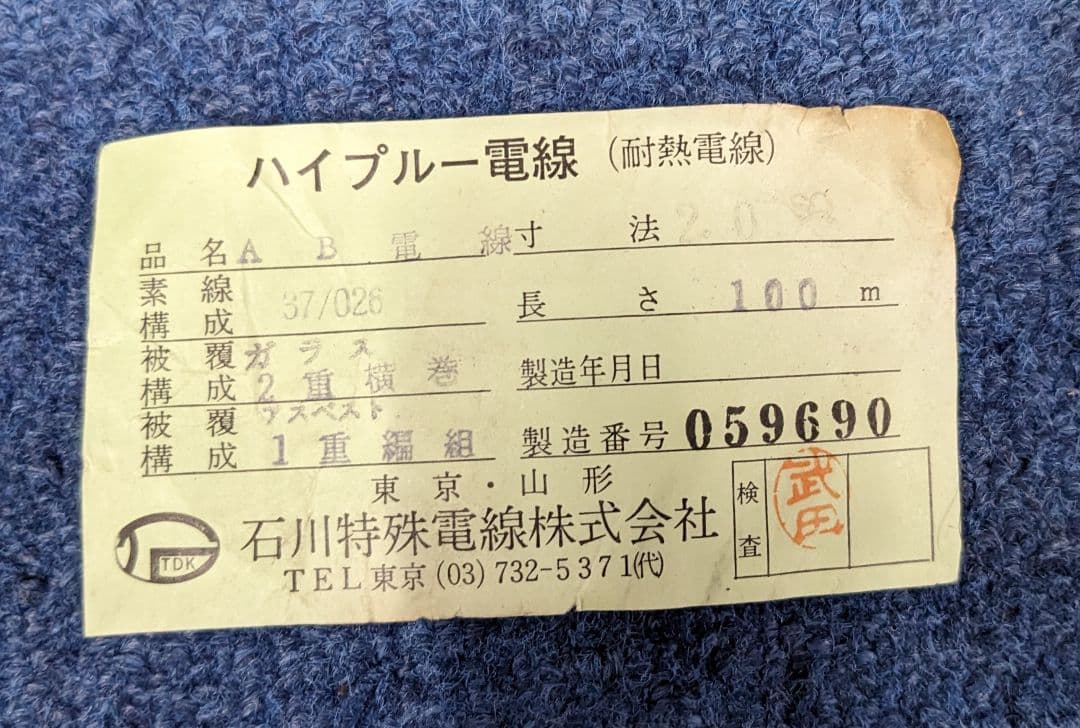 ハイプルー電線 (耐熱電線)
品名 A B 電線 寸法 2.0 SQ
素線構成 37/026 長さ 100 m
被覆構成 ガラス 2重横巻 製造年月日
被覆構成 アスベスト 1重編組 製造番号 059690
東京・山形
石川特殊電線株式会社
TEL東京(03)732-5371(代)
TDK
検査 武田